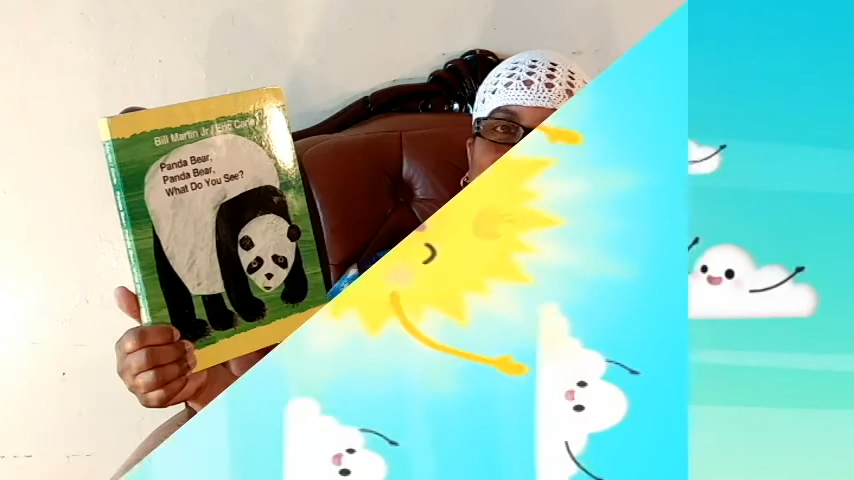 Bill Martin Jr / Eric Carle
Panda Bear,
Panda Bear,
What Do You See?